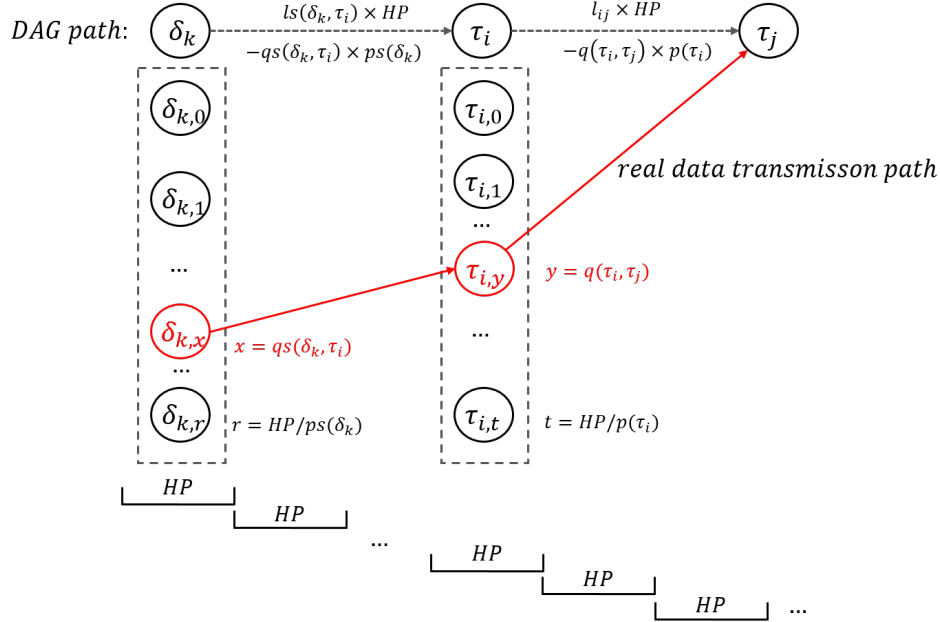 DAG path:
δₖ
ls(δₖ, τᵢ) × HP
−qs(δₖ, τᵢ) × ps(δₖ)
τᵢ
lᵢⱼ × HP
−q(τᵢ, τⱼ) × p(τᵢ)
τⱼ
δₖ,₀
τᵢ,₀
δₖ,₁
τᵢ,₁
real data transmisson path
...
...
τᵢ,y
y = q(τᵢ, τⱼ)
δₖ,ₓ
x = qs(δₖ, τᵢ)
...
...
δₖ,ᵣ
r = HP/ps(δₖ)
τᵢ,ₜ
t = HP/p(τᵢ)
HP
HP
...
HP
HP
HP
...